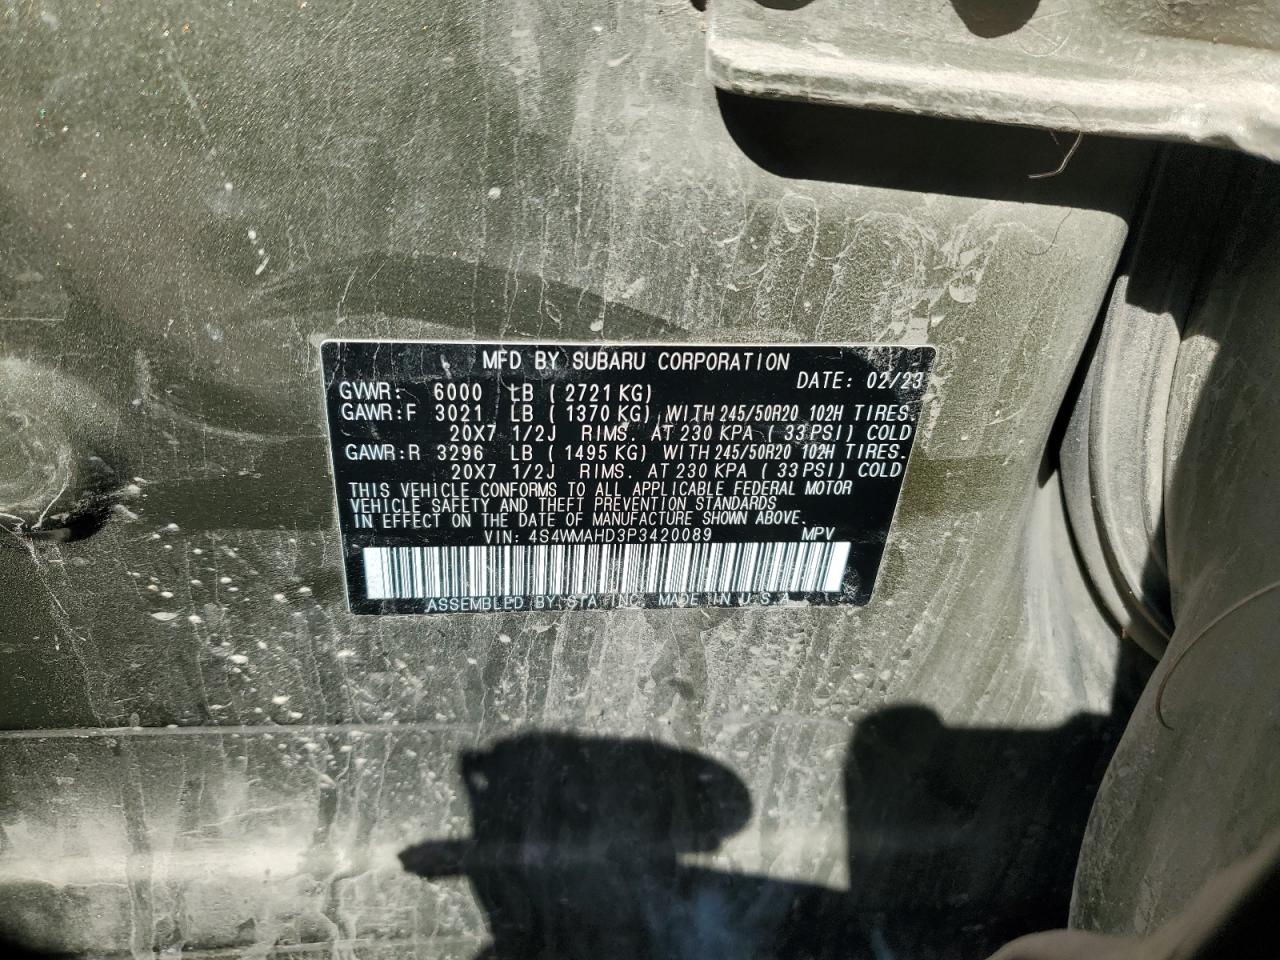 MFD BY SUBARU CORPORATION
DATE: 02/23
GVWR: 6000 LB ( 2721 KG)
GAWR:F 3021 LB ( 1370 KG) WITH 245/50R20 102H TIRES.
20X7 1/2J RIMS. AT 230 KPA ( 33 PSI) COLD
GAWR:R 3296 LB ( 1495 KG) WITH 245/50R20 102H TIRES.
20X7 1/2J RIMS. AT 230 KPA ( 33 PSI) COLD
THIS VEHICLE CONFORMS TO ALL APPLICABLE FEDERAL MOTOR
VEHICLE SAFETY AND THEFT PREVENTION STANDARDS
IN EFFECT ON THE DATE OF MANUFACTURE SHOWN ABOVE.
VIN: 4S4WMAHD3P3420089 MPV
ASSEMBLED BY SIA INC. MADE IN U.S.A